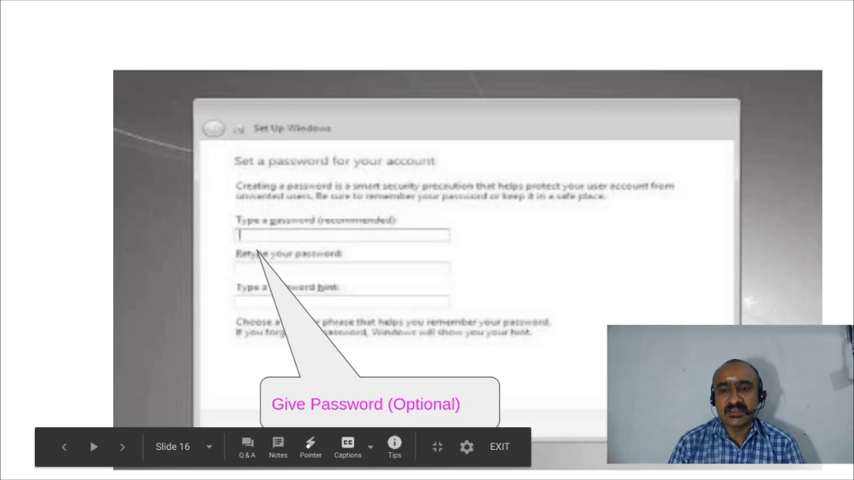 Set Up Windows
Set a password for your account
Creating a password is a smart security precaution that helps protect your user account from
unwanted users. Be sure to remember your password or keep it in a safe place.
Type a password (recommended):
Retype your password:
Type a password hint:
Choose a phrase that helps you remember your password.
If you password, Windows will show you your hint.
Give Password (Optional)
Slide 16
Q & A
Notes
Pointer
CC
Captions
Tips
EXIT